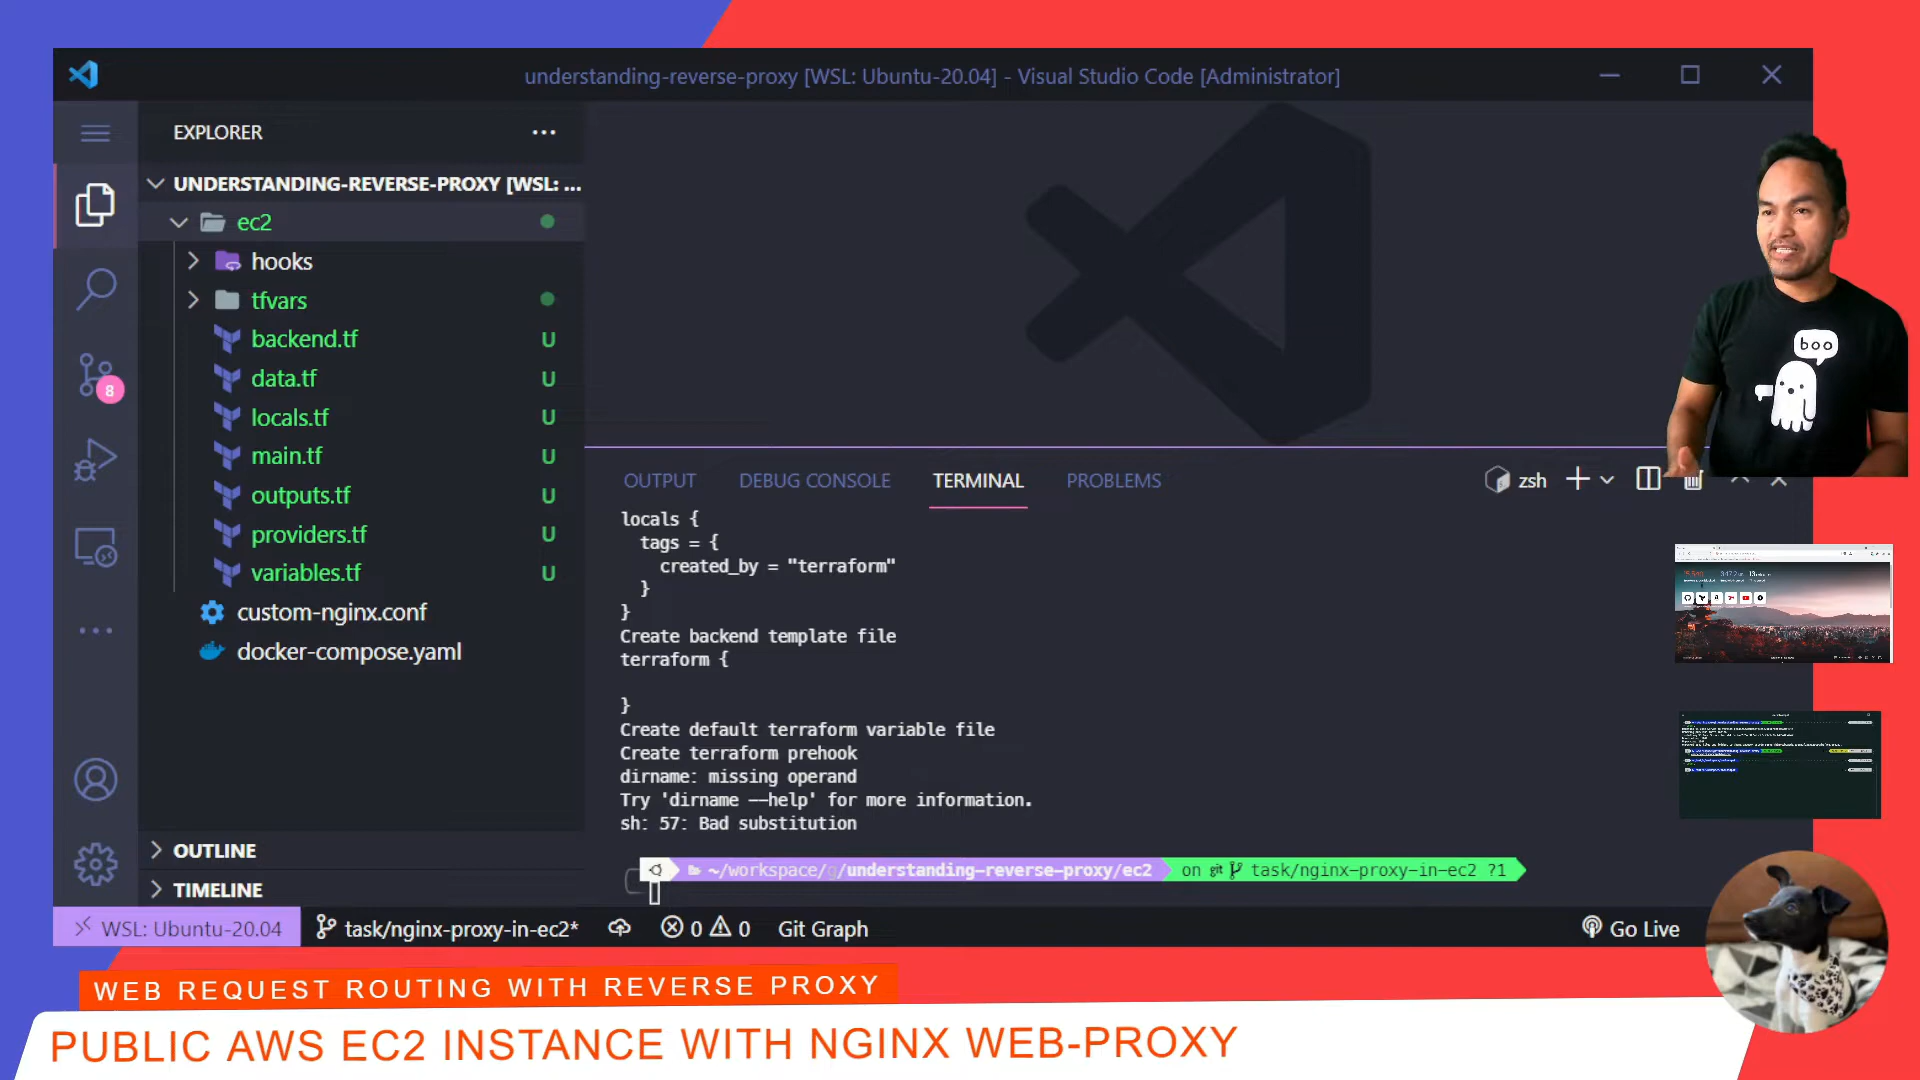 understanding-reverse-proxy [WSL: Ubuntu-20.04] - Visual Studio Code [Administrator]
EXPLORER
UNDERSTANDING-REVERSE-PROXY [WSL: ...
ec2
hooks
tfvars
backend.tf U
data.tf U
locals.tf U
main.tf U
outputs.tf U
providers.tf U
variables.tf U
custom-nginx.conf
docker-compose.yaml
8
OUTLINE
TIMELINE
OUTPUT DEBUG CONSOLE TERMINAL PROBLEMS
zsh
locals {
tags = {
created_by = "terraform"
}
}
Create backend template file
terraform {
}
Create default terraform variable file
Create terraform prehook
dirname: missing operand
Try 'dirname --help' for more information.
sh: 57: Bad substitution
~/workspace/g/understanding-reverse-proxy/ec2 on git task/nginx-proxy-in-ec2 ?1
WSL: Ubuntu-20.04 task/nginx-proxy-in-ec2* 0 0 Git Graph Go Live
boo
WEB REQUEST ROUTING WITH REVERSE PROXY
PUBLIC AWS EC2 INSTANCE WITH NGINX WEB-PROXY